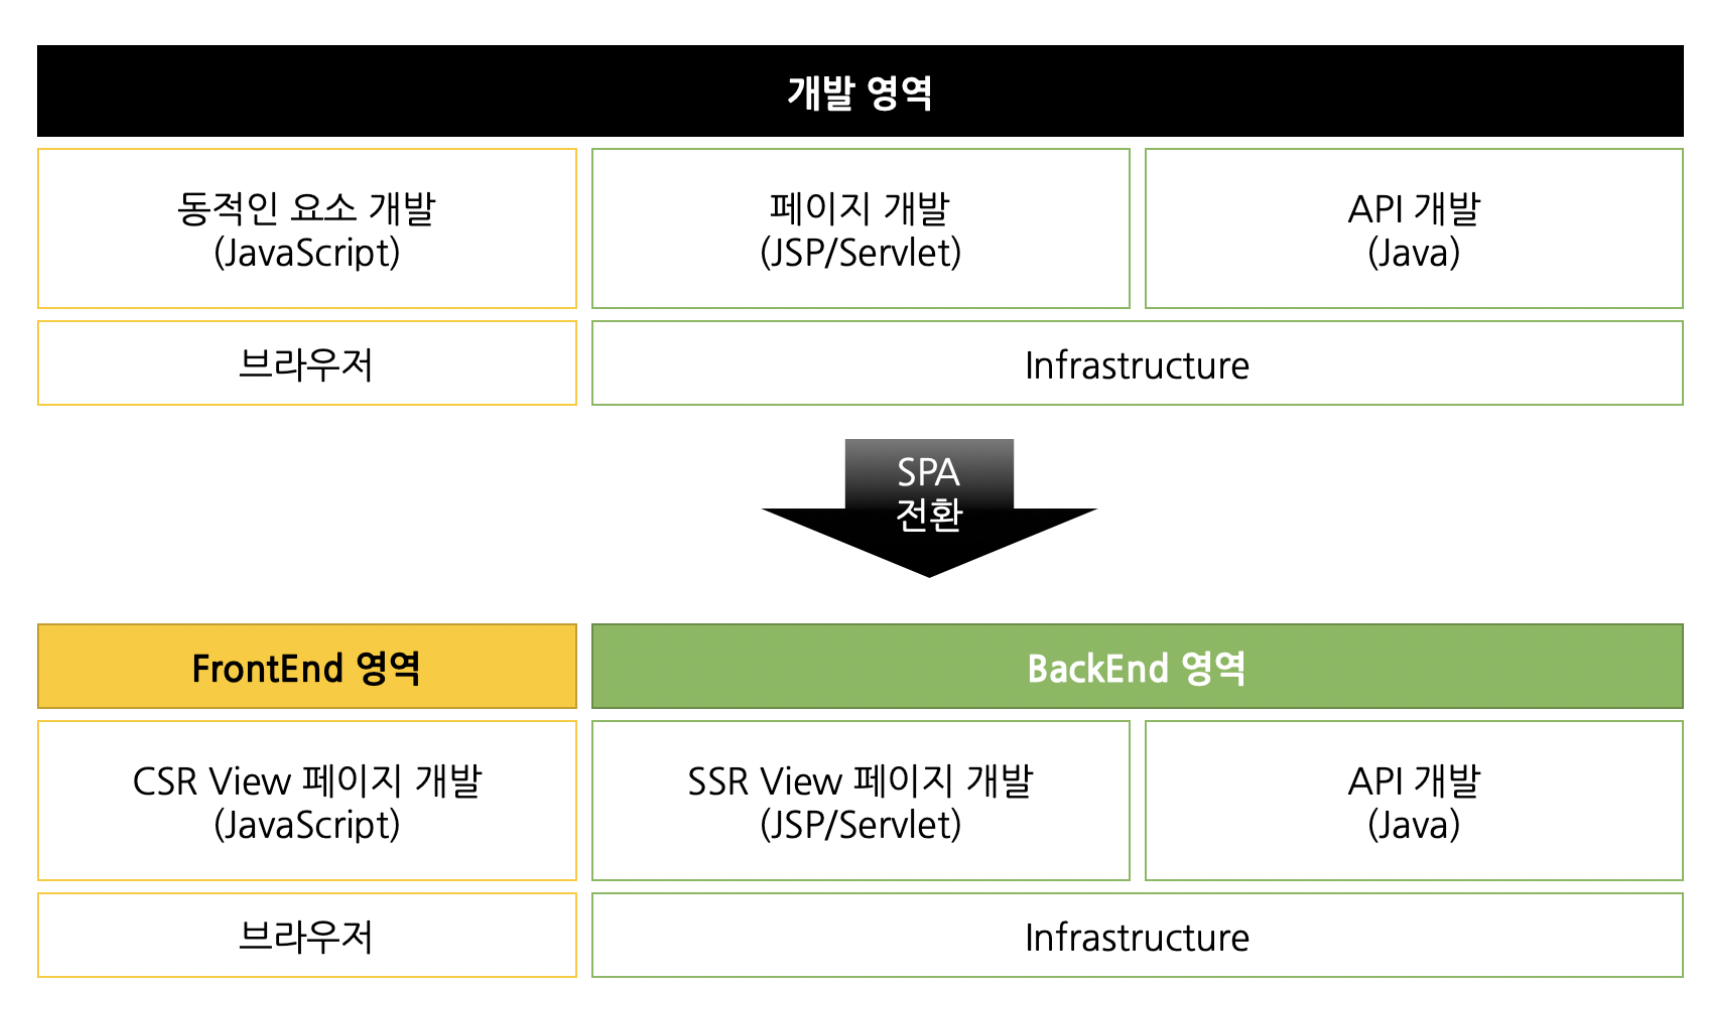 개발 영역
동적인 요소 개발
(JavaScript)
페이지 개발
(JSP/Servlet)
API 개발
(Java)
브라우저
Infrastructure
SPA
전환
FrontEnd 영역
BackEnd 영역
CSR View 페이지 개발
(JavaScript)
SSR View 페이지 개발
(JSP/Servlet)
API 개발
(Java)
브라우저
Infrastructure